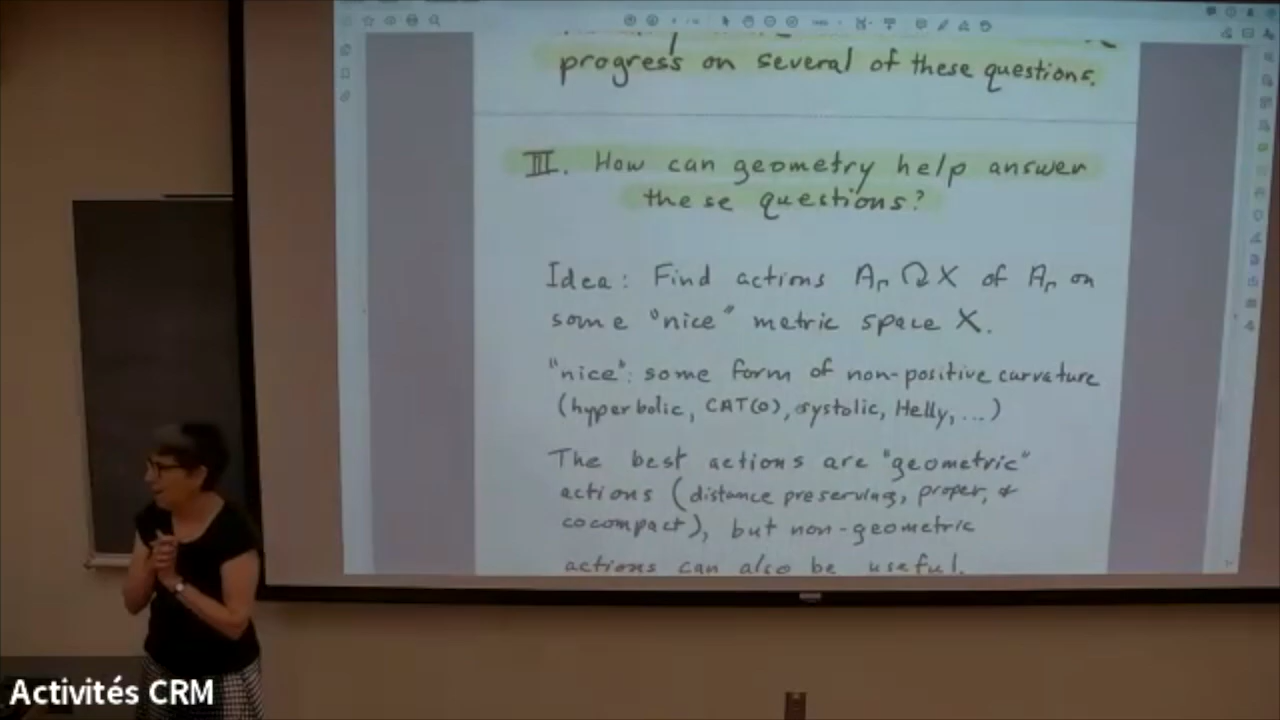 progress on several of these questions.
III. How can geometry help answer
these questions?
Idea: Find actions A_Γ ↷ X of A_Γ on
some "nice" metric space X.
"nice": some form of non-positive curvature
(hyperbolic, CAT(0), systolic, Helly, ...)
The best actions are "geometric"
actions (distance preserving, proper, &
cocompact), but non-geometric
actions can also be useful.
Activités CRM